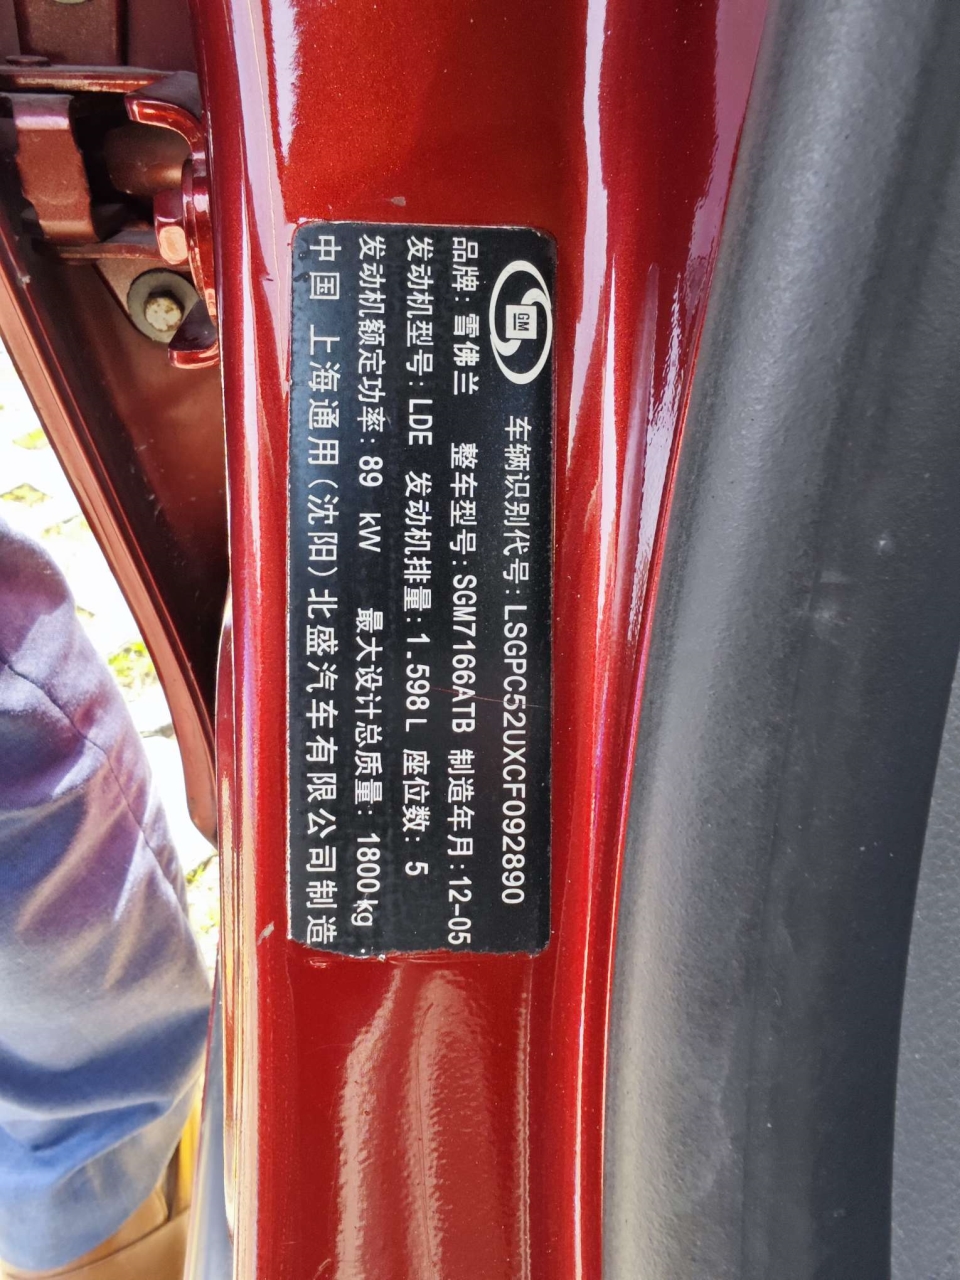 GM
车辆识别代号: LSGPC52UXCF092890
品牌: 雪佛兰 整车型号: SGM7166ATB 制造年月: 12-05
发动机型号: LDE 发动机排量: 1.598L 座位数: 5
发动机额定功率: 89 kW 最大设计总质量: 1800kg
中国 上海通用(沈阳)北盛汽车有限公司制造